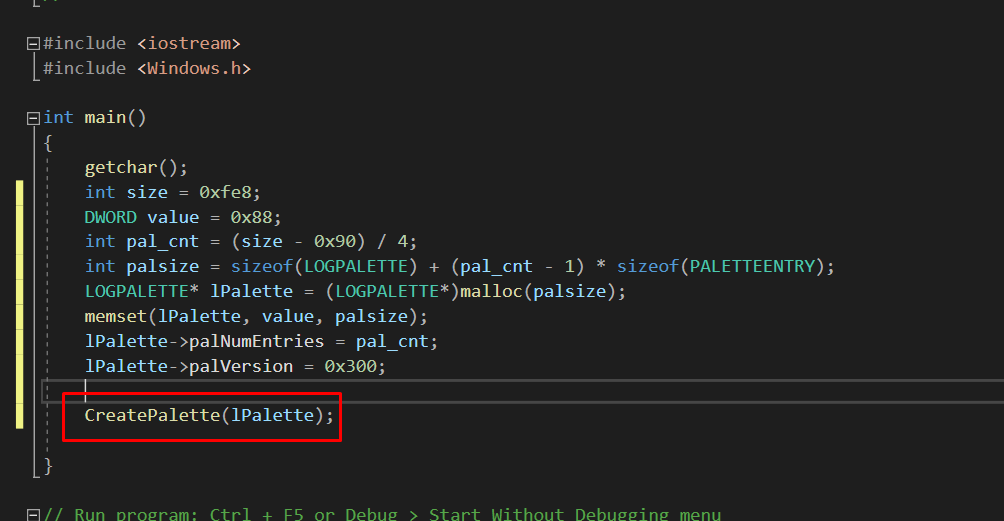 #include <iostream>
#include <Windows.h>
int main()
{
getchar();
int size = 0xfe8;
DWORD value = 0x88;
int pal_cnt = (size - 0x90) / 4;
int palsize = sizeof(LOGPALETTE) + (pal_cnt - 1) * sizeof(PALETTEENTRY);
LOGPALETTE* lPalette = (LOGPALETTE*)malloc(palsize);
memset(lPalette, value, palsize);
lPalette->palNumEntries = pal_cnt;
lPalette->palVersion = 0x300;
CreatePalette(lPalette);
}
// Run program: Ctrl + F5 or Debug > Start Without Debugging menu